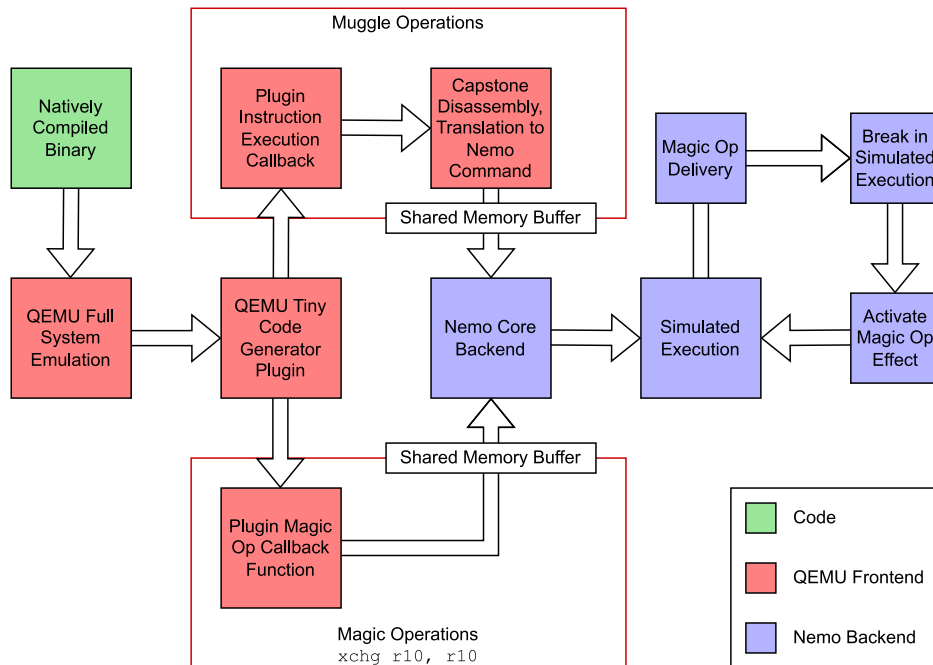 Muggle Operations
Natively
Compiled
Binary
Plugin
Instruction
Execution
Callback
Capstone
Disassembly,
Translation to
Nemo
Command
Magic Op
Delivery
Break in
Simulated
Execution
Shared Memory Buffer
QEMU Full
System
Emulation
QEMU Tiny
Code
Generator
Plugin
Nemo Core
Backend
Simulated
Execution
Activate
Magic Op
Effect
Shared Memory Buffer
Plugin Magic
Op Callback
Function
Magic Operations
xchg r10, r10
Code
QEMU Frontend
Nemo Backend